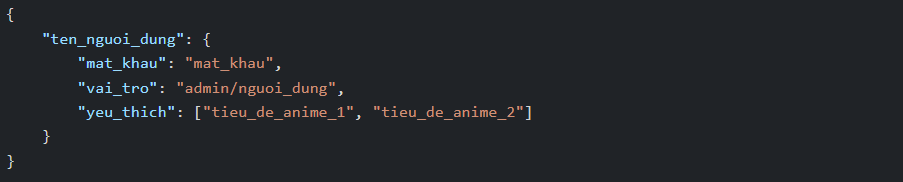 {
    "ten_nguoi_dung": {
        "mat_khau": "mat_khau",
        "vai_tro": "admin/nguoi_dung",
        "yeu_thich": ["tieu_de_anime_1", "tieu_de_anime_2"]
    }
}